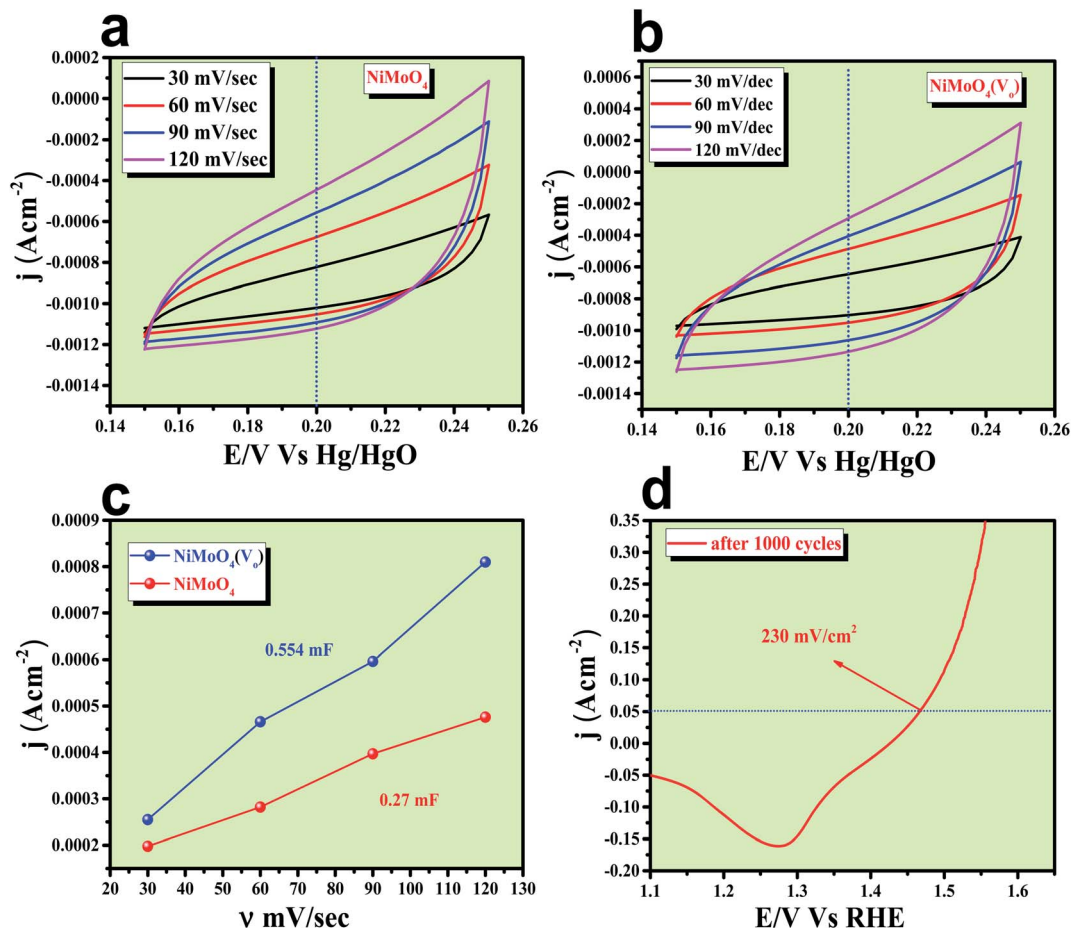 a
0.0002
0.0000
-0.0002
-0.0004
-0.0006
-0.0008
-0.0010
-0.0012
-0.0014
j (Acm⁻²)
30 mV/sec
60 mV/sec
90 mV/sec
120 mV/sec
NiMoO₄
0.14 0.16 0.18 0.20 0.22 0.24 0.26
E/V Vs Hg/HgO
b
0.0006
0.0004
0.0002
0.0000
-0.0002
-0.0004
-0.0006
-0.0008
-0.0010
-0.0012
-0.0014
j (Acm⁻²)
30 mV/dec
60 mV/dec
90 mV/dec
120 mV/dec
NiMoO₄(Vₒ)
0.14 0.16 0.18 0.20 0.22 0.24 0.26
E/V Vs Hg/HgO
c
0.0009
0.0008
0.0007
0.0006
0.0005
0.0004
0.0003
0.0002
j (Acm⁻²)
NiMoO₄(Vₒ)
NiMoO₄
0.554 mF
0.27 mF
20 30 40 50 60 70 80 90 100 110 120 130
ν mV/sec
d
0.35
0.30
0.25
0.20
0.15
0.10
0.05
0.00
-0.05
-0.10
-0.15
-0.20
j (Acm⁻²)
after 1000 cycles
230 mV/cm²
1.1 1.2 1.3 1.4 1.5 1.6
E/V Vs RHE